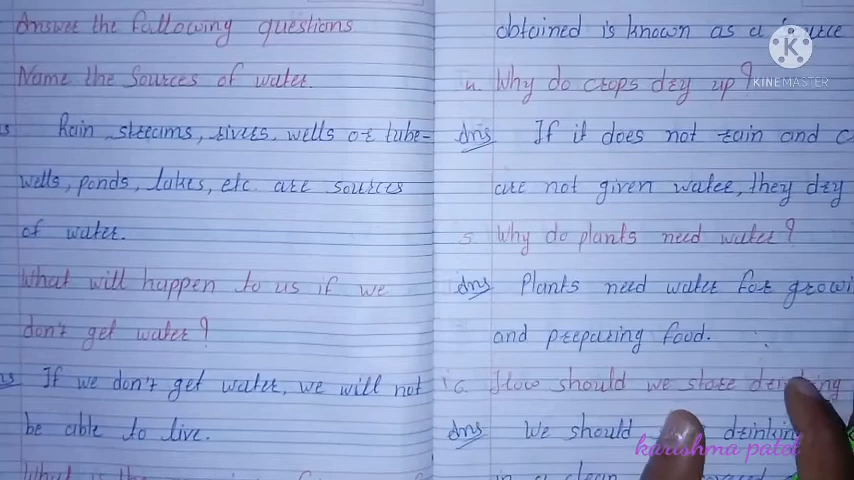 Answer the following questions
Name the Sources of water.
Rain, streams, rivers, wells or tube-
wells, ponds, lakes, etc. are sources
of water.
What will happen to us if we
don't get water?
If we don't get water, we will not
be able to live.
obtained is known as a
4. Why do crops dry up?
Ans If it does not rain and
are not given water, they dry
5 Why do plants need water?
Ans Plants need water for
and preparing food.
How should we store
Ans We should drinking
in a clean
KINEMASTER
karishma patel